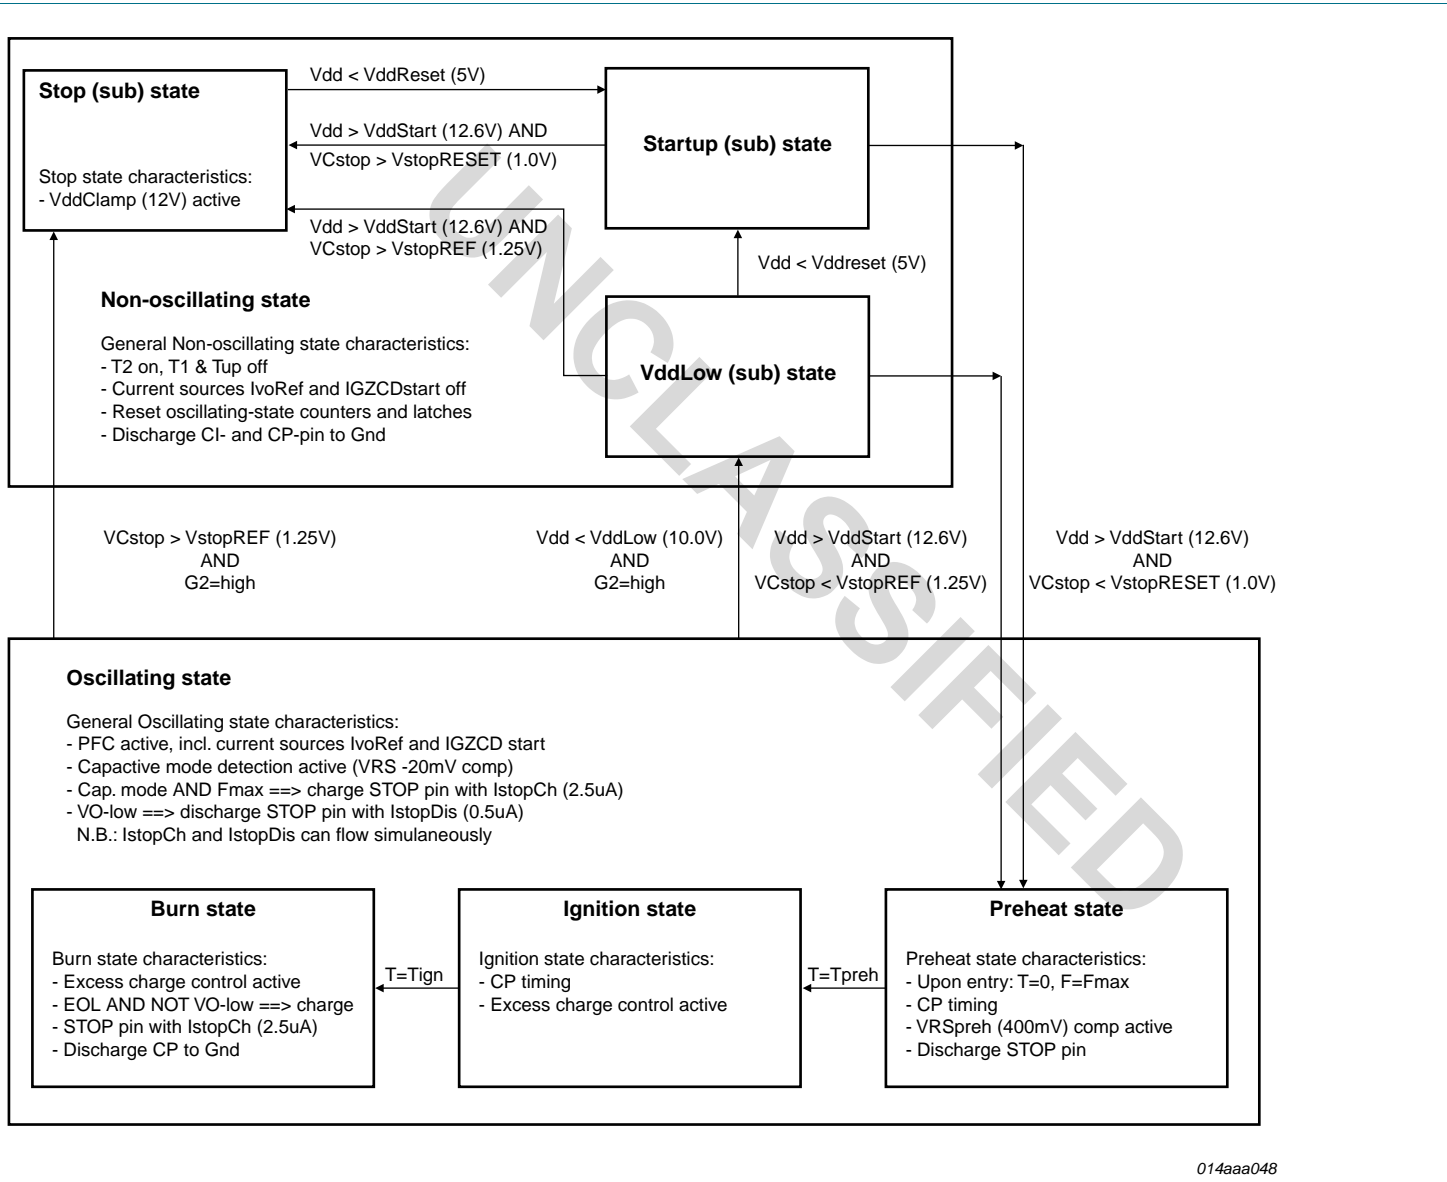 Stop (sub) state
Stop state characteristics:
- VddClamp (12V) active
Vdd < VddReset (5V)
Vdd > VddStart (12.6V) AND
VCstop > VstopRESET (1.0V)
Startup (sub) state
Vdd > VddStart (12.6V) AND
VCstop > VstopREF (1.25V)
Vdd < Vddreset (5V)
Non-oscillating state
General Non-oscillating state characteristics:
- T2 on, T1 & Tup off
- Current sources IvoRef and IGZCDstart off
- Reset oscillating-state counters and latches
- Discharge CI- and CP-pin to Gnd
VddLow (sub) state
VCstop > VstopREF (1.25V)
AND
G2=high
Vdd < VddLow (10.0V)
AND
G2=high
Vdd > VddStart (12.6V)
AND
VCstop < VstopREF (1.25V)
Vdd > VddStart (12.6V)
AND
VCstop < VstopRESET (1.0V)
UNCLASSIFIED
Oscillating state
General Oscillating state characteristics:
- PFC active, incl. current sources IvoRef and IGZCD start
- Capactive mode detection active (VRS -20mV comp)
- Cap. mode AND Fmax ==> charge STOP pin with IstopCh (2.5uA)
- VO-low ==> discharge STOP pin with IstopDis (0.5uA)
N.B.: IstopCh and IstopDis can flow simulaneously
Burn state
Burn state characteristics:
- Excess charge control active
- EOL AND NOT VO-low ==> charge
- STOP pin with IstopCh (2.5uA)
- Discharge CP to Gnd
T=Tign
Ignition state
Ignition state characteristics:
- CP timing
- Excess charge control active
T=Tpreh
Preheat state
Preheat state characteristics:
- Upon entry: T=0, F=Fmax
- CP timing
- VRSpreh (400mV) comp active
- Discharge STOP pin
014aaa048